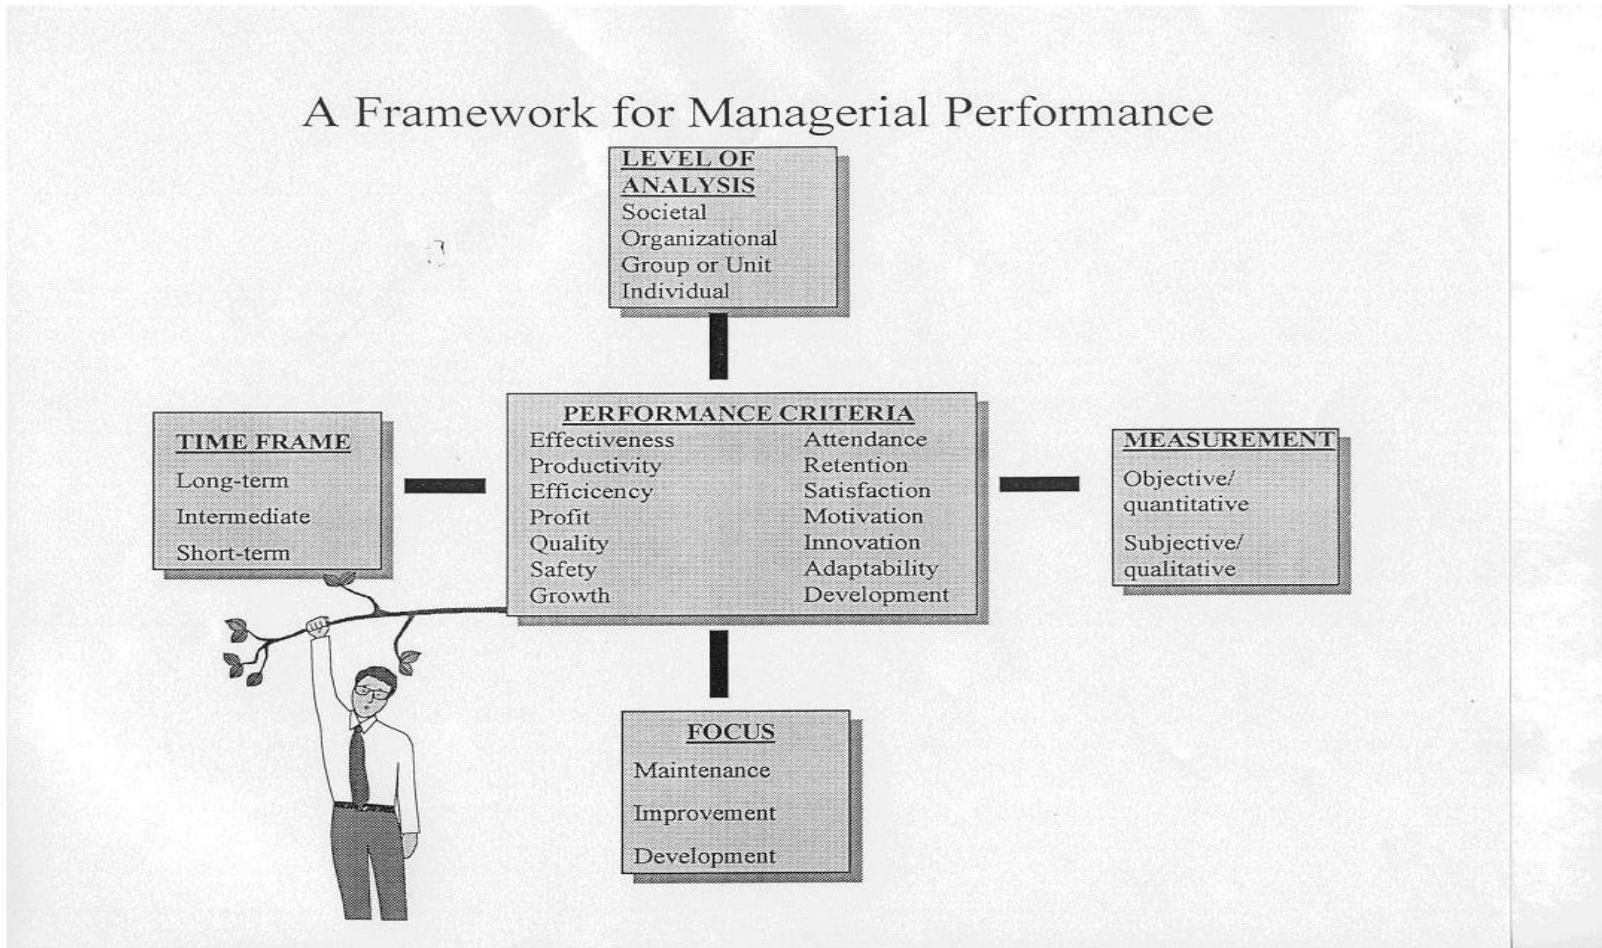 A Framework for Managerial Performance
LEVEL OF
ANALYSIS
Societal
Organizational
Group or Unit
Individual
TIME FRAME
Long-term
Intermediate
Short-term
PERFORMANCE CRITERIA
Effectiveness
Productivity
Efficicency
Profit
Quality
Safety
Growth
Attendance
Retention
Satisfaction
Motivation
Innovation
Adaptability
Development
MEASUREMENT
Objective/
quantitative
Subjective/
qualitative
FOCUS
Maintenance
Improvement
Development